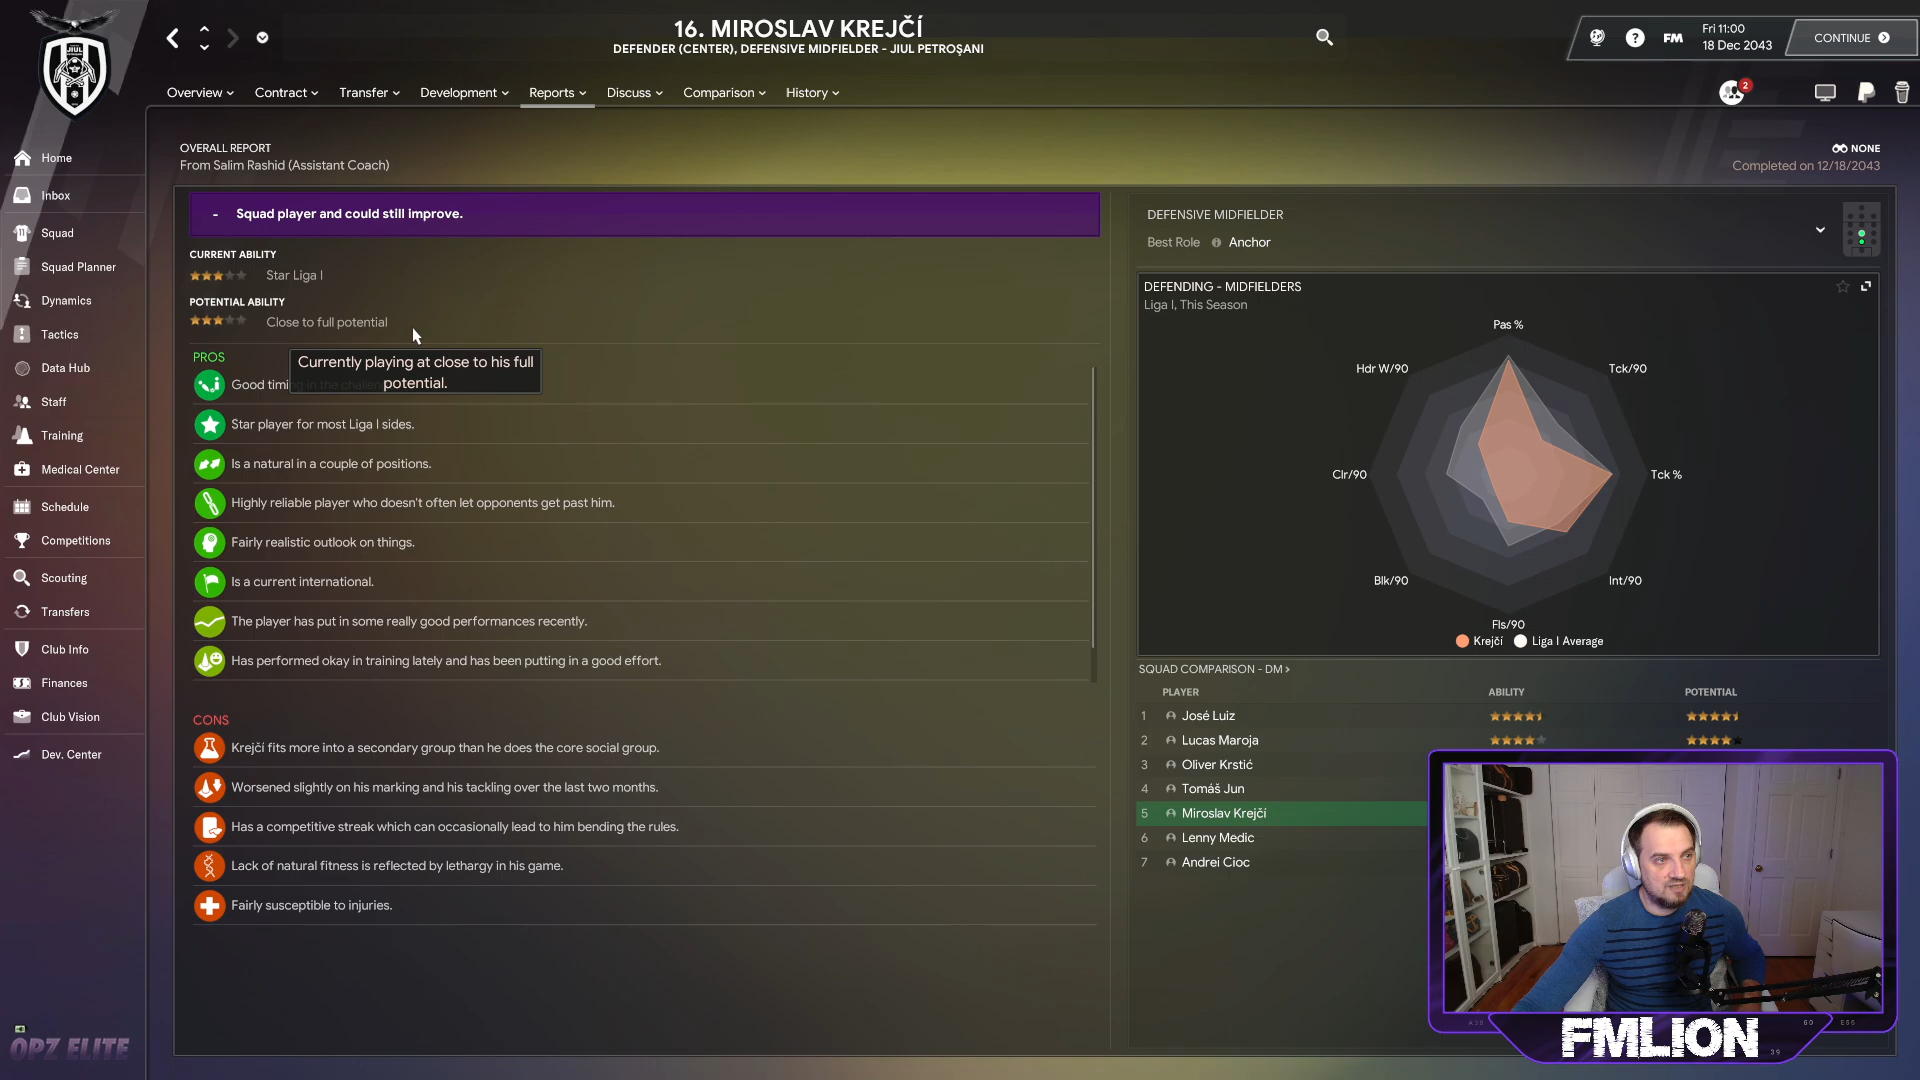 16. MIROSLAV KREJČÍ
DEFENDER (CENTER), DEFENSIVE MIDFIELDER - JIUL PETROȘANI
FM
Fri 11:00
18 Dec 2043
CONTINUE
Overview
Contract
Transfer
Development
Reports
Discuss
Comparison
History
2
Home
Inbox
Squad
Squad Planner
Dynamics
Tactics
Data Hub
Staff
Training
Medical Center
Schedule
Competitions
Scouting
Transfers
Club Info
Finances
Club Vision
Dev. Center
OPZ ELITE
OVERALL REPORT
From Salim Rashid (Assistant Coach)
NONE
Completed on 12/18/2043
- Squad player and could still improve.
CURRENT ABILITY
Star Liga I
POTENTIAL ABILITY
Close to full potential
Currently playing at close to his full
potential.
PROS
Good timing in the challen
Star player for most Liga I sides.
Is a natural in a couple of positions.
Highly reliable player who doesn't often let opponents get past him.
Fairly realistic outlook on things.
Is a current international.
The player has put in some really good performances recently.
Has performed okay in training lately and has been putting in a good effort.
CONS
Krejčí fits more into a secondary group than he does the core social group.
Worsened slightly on his marking and his tackling over the last two months.
Has a competitive streak which can occasionally lead to him bending the rules.
Lack of natural fitness is reflected by lethargy in his game.
Fairly susceptible to injuries.
DEFENSIVE MIDFIELDER
Best Role Anchor
DEFENDING - MIDFIELDERS
Liga I, This Season
Pas %
Hdr W/90
Tck/90
Clr/90
Tck %
Blk/90
Int/90
Fls/90
Krejčí
Liga I Average
SQUAD COMPARISON - DM >
PLAYER ABILITY POTENTIAL
1 José Luiz
2 Lucas Maroja
3 Oliver Krstić
4 Tomáš Jun
5 Miroslav Krejčí
6 Lenny Medic
7 Andrei Cioc
FMLION